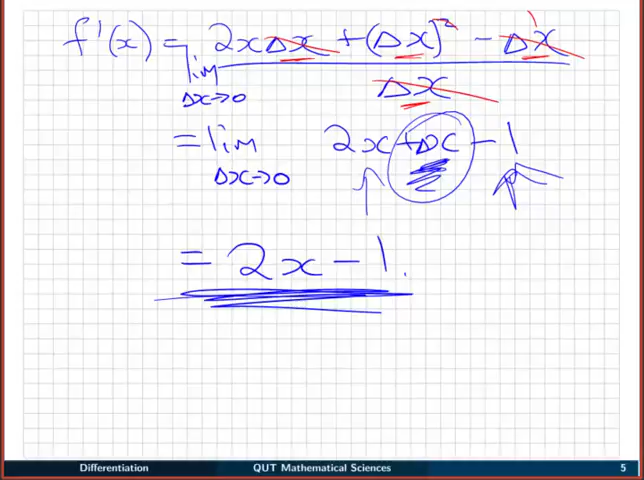 f'(x) = lim Δx→0 (2xΔx + (Δx)² - Δx) / Δx
= lim Δx→0 2x + Δx - 1
= 2x - 1.
Differentiation QUT Mathematical Sciences 5